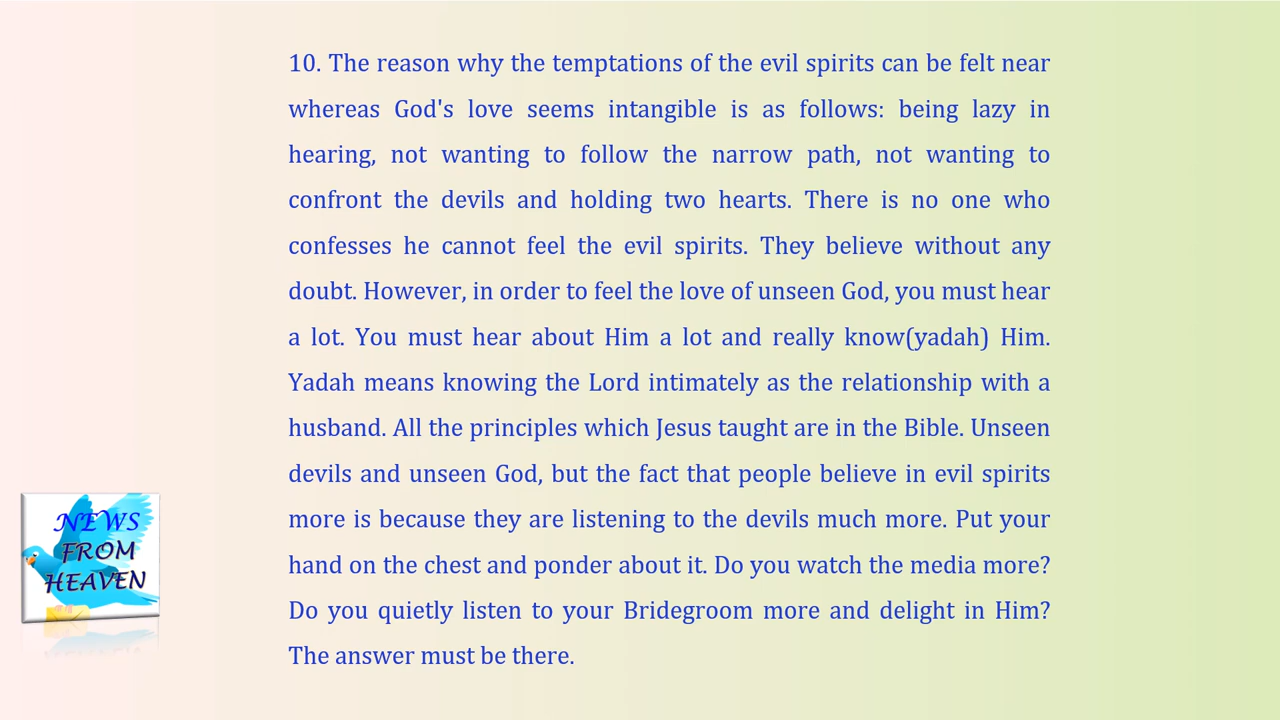 10. The reason why the temptations of the evil spirits can be felt near
whereas God's love seems intangible is as follows: being lazy in
hearing, not wanting to follow the narrow path, not wanting to
confront the devils and holding two hearts. There is no one who
confesses he cannot feel the evil spirits. They believe without any
doubt. However, in order to feel the love of unseen God, you must hear
a lot. You must hear about Him a lot and really know(yadah) Him.
Yadah means knowing the Lord intimately as the relationship with a
husband. All the principles which Jesus taught are in the Bible. Unseen
devils and unseen God, but the fact that people believe in evil spirits
more is because they are listening to the devils much more. Put your
hand on the chest and ponder about it. Do you watch the media more?
Do you quietly listen to your Bridegroom more and delight in Him?
The answer must be there.
NEWS
FROM
HEAVEN